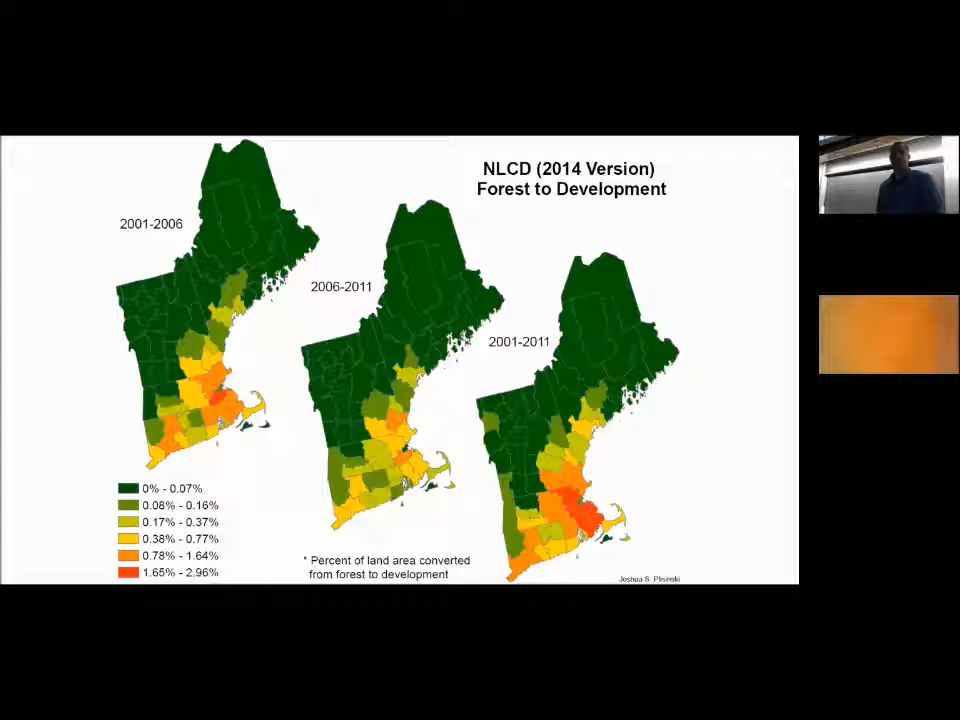 NLCD (2014 Version)
Forest to Development
2001-2006
2006-2011
2001-2011
0% - 0.07%
0.08% - 0.16%
0.17% - 0.37%
0.38% - 0.77%
0.78% - 1.64%
1.65% - 2.96%
* Percent of land area converted
from forest to development
Joshua S. Plisinski